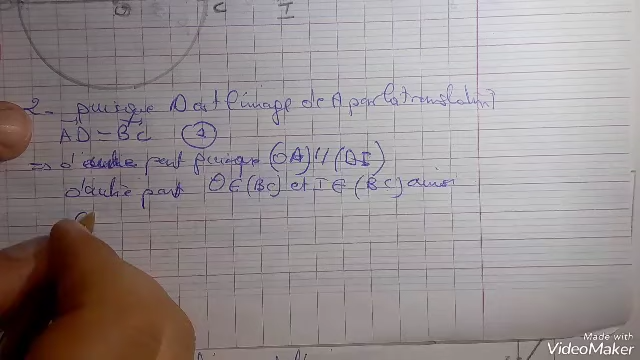 C I
2- puisque D est l'image de A par la translation
AD = BC 1
=> d'autre part puisque (OA) // (DI)
d'autre part O ∈ (BC) et I ∈ (BC) ainsi
Made with
VideoMaker